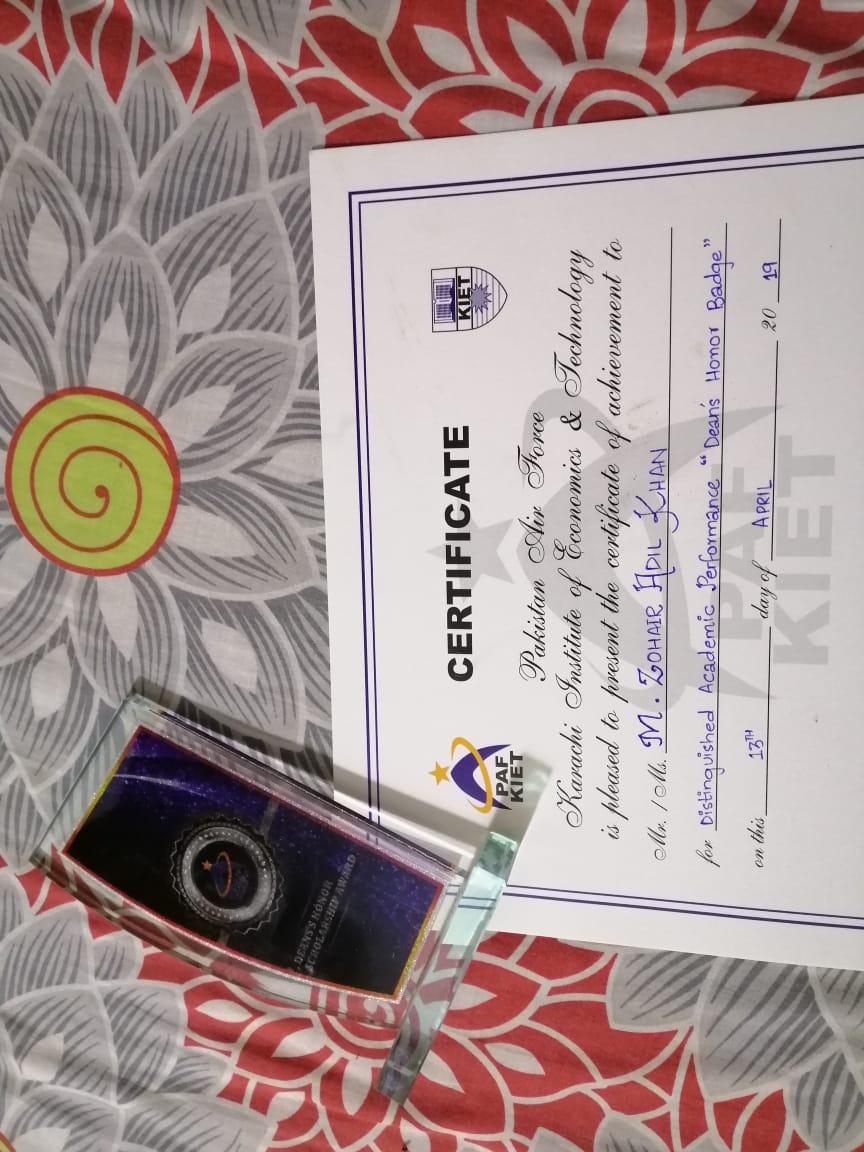 CERTIFICATE
PAF
KIET
KIET
Pakistan Air Force
Karachi Institute of Economics & Technology
is pleased to present the certificate of achievement to
Mr. / Ms. M. ZOHAIR ADIL KHAN
for Distinguished Academic Performance "Dean's Honor Badge"
on this 13TH day of APRIL 20 19
PAF
KIET
DEANS'S HONOR
SCHOLARSHIP AWARD